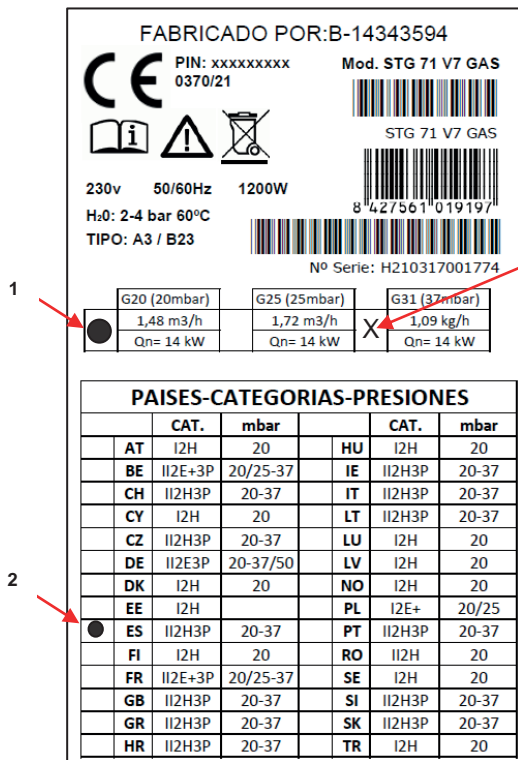 FABRICADO POR:B-14343594
CE
PIN: xxxxxxxxx
0370/21
Mod. STG 71 V7 GAS
i
STG 71 V7 GAS
230v 50/60Hz 1200W
8 427561 019197
H₂0: 2-4 bar 60ºC
TIPO: A3 / B23
Nº Serie: H210317001774
1
G20 (20mbar) G25 (25mbar) G31 (37mbar)
1,48 m3/h 1,72 m3/h X 1,09 kg/h
Qn= 14 kW Qn= 14 kW Qn= 14 kW
PAISES-CATEGORIAS-PRESIONES
CAT. mbar CAT. mbar
AT I2H 20 HU I2H 20
BE II2E+3P 20/25-37 IE II2H3P 20-37
CH II2H3P 20-37 IT II2H3P 20-37
CY I2H 20 LT II2H3P 20-37
CZ II2H3P 20-37 LU I2H 20
DE II2E3P 20-37/50 LV I2H 20
2
DK I2H 20 NO I2H 20
EE I2H PL I2E+ 20/25
ES II2H3P 20-37 PT II2H3P 20-37
FI I2H 20 RO II2H 20
FR II2E+3P 20/25-37 SE I2H 20
GB II2H3P 20-37 SI II2H3P 20-37
GR II2H3P 20-37 SK II2H3P 20-37
HR II2H3P 20-37 TR I2H 20